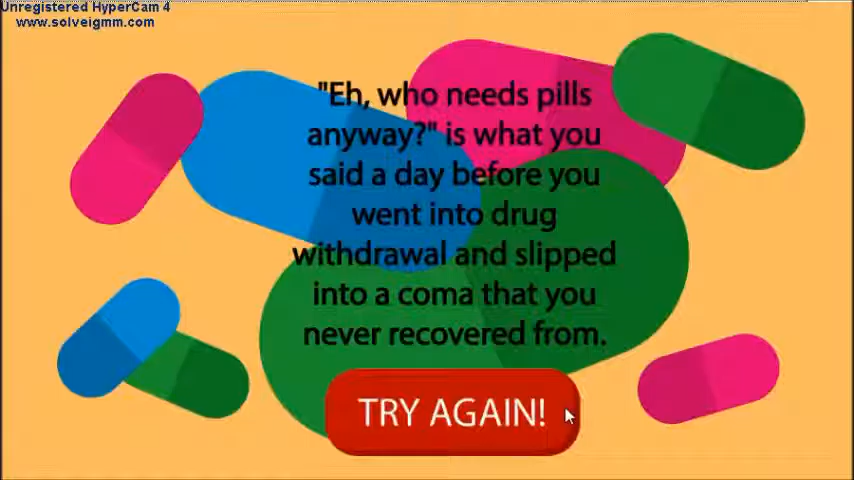 Unregistered HyperCam 4
www.solveigmm.com
"Eh, who needs pills
anyway?" is what you
said a day before you
went into drug
withdrawal and slipped
into a coma that you
never recovered from.
TRY AGAIN!